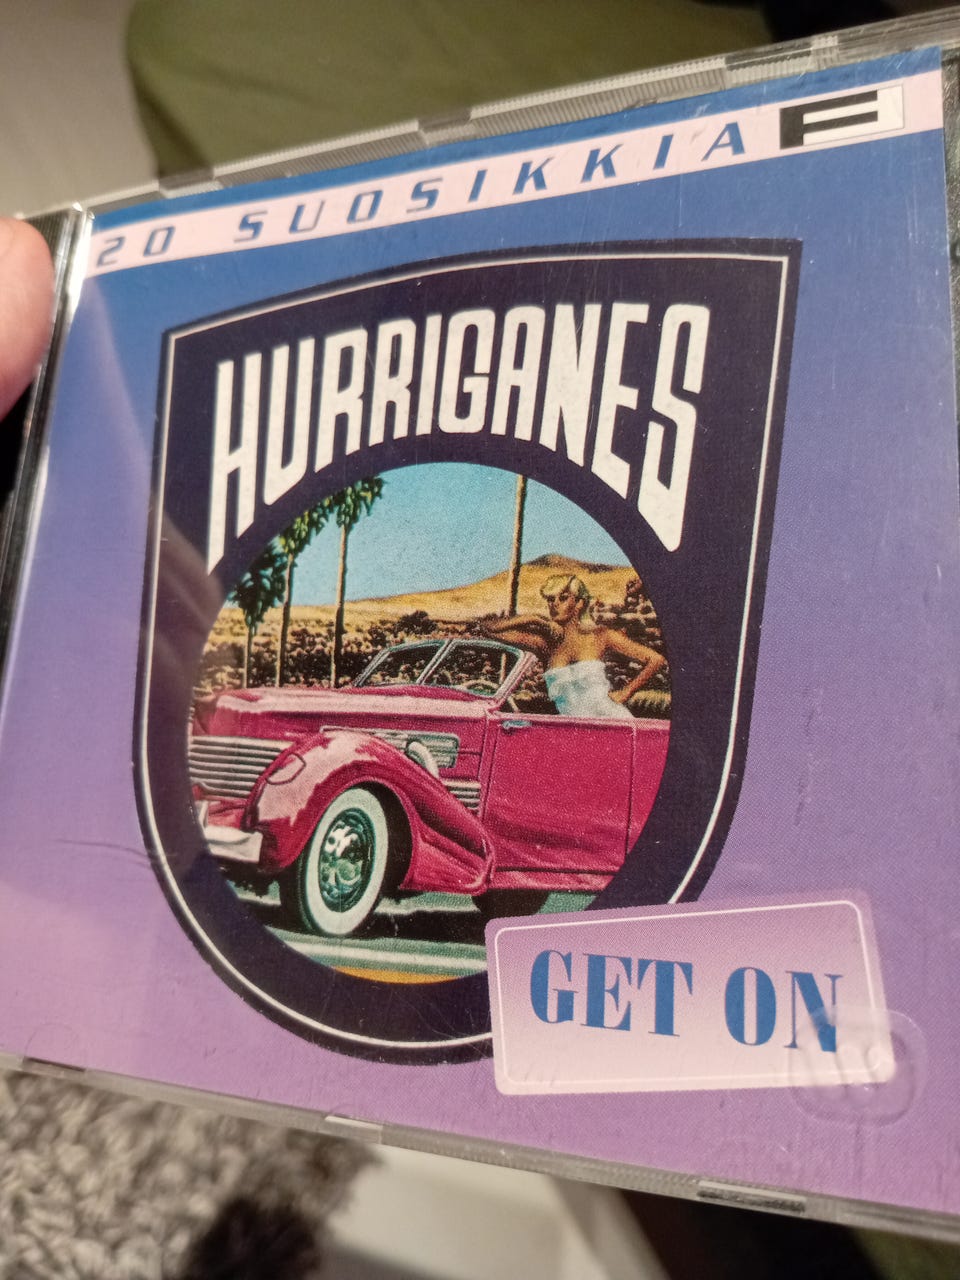 20 SUOSIKKIA
HURRIGANES
GET ON